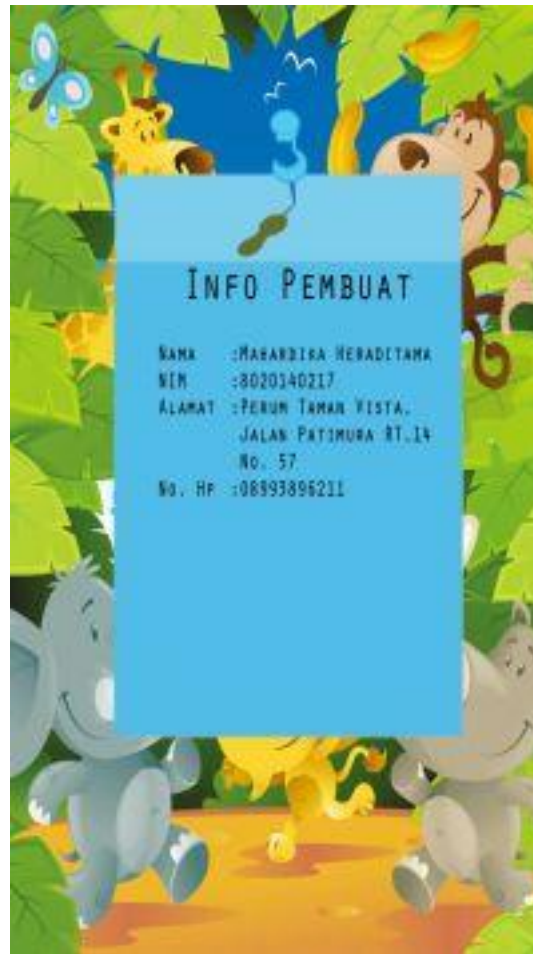 Info Pembuat
Nama :Mahardika Heraditama
NIM :8020140217
Alamat :Perum Taman Vista,
Jalan Patimura RT.14
No. 57
No. Hp :08993896211